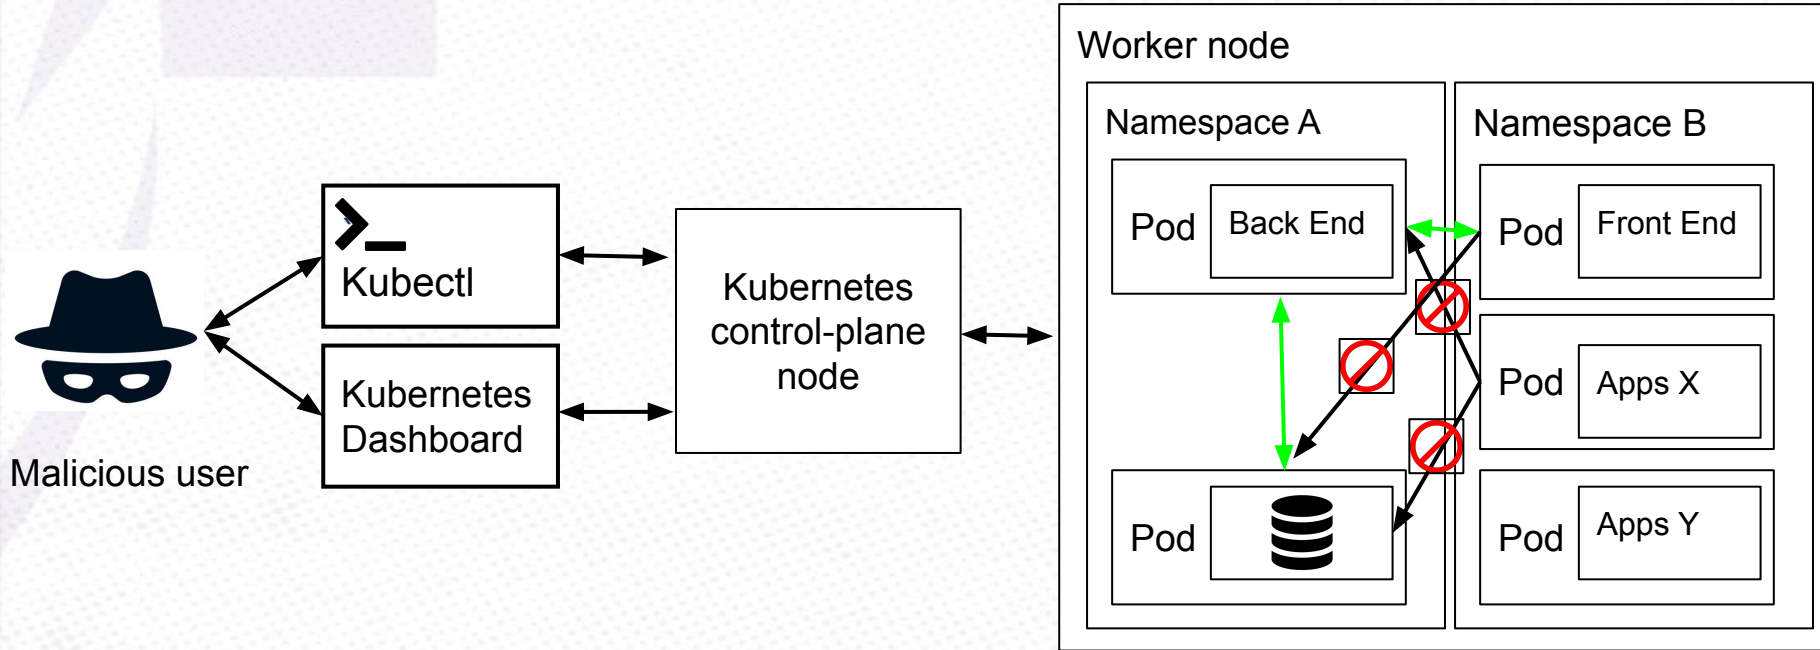 Worker node
Namespace A
Namespace B
Pod
Back End
Pod
Front End
Kubectl
Kubernetes
control-plane
node
Kubernetes
Dashboard
Pod
Apps X
Malicious user
Pod
Pod
Apps Y